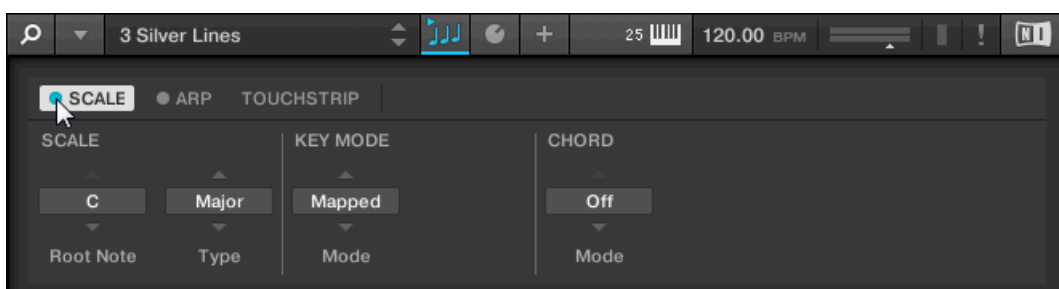 3 Silver Lines 25 120.00 BPM ! NI
SCALE ARP TOUCHSTRIP
SCALE KEY MODE CHORD
C Major Mapped Off
Root Note Type Mode Mode